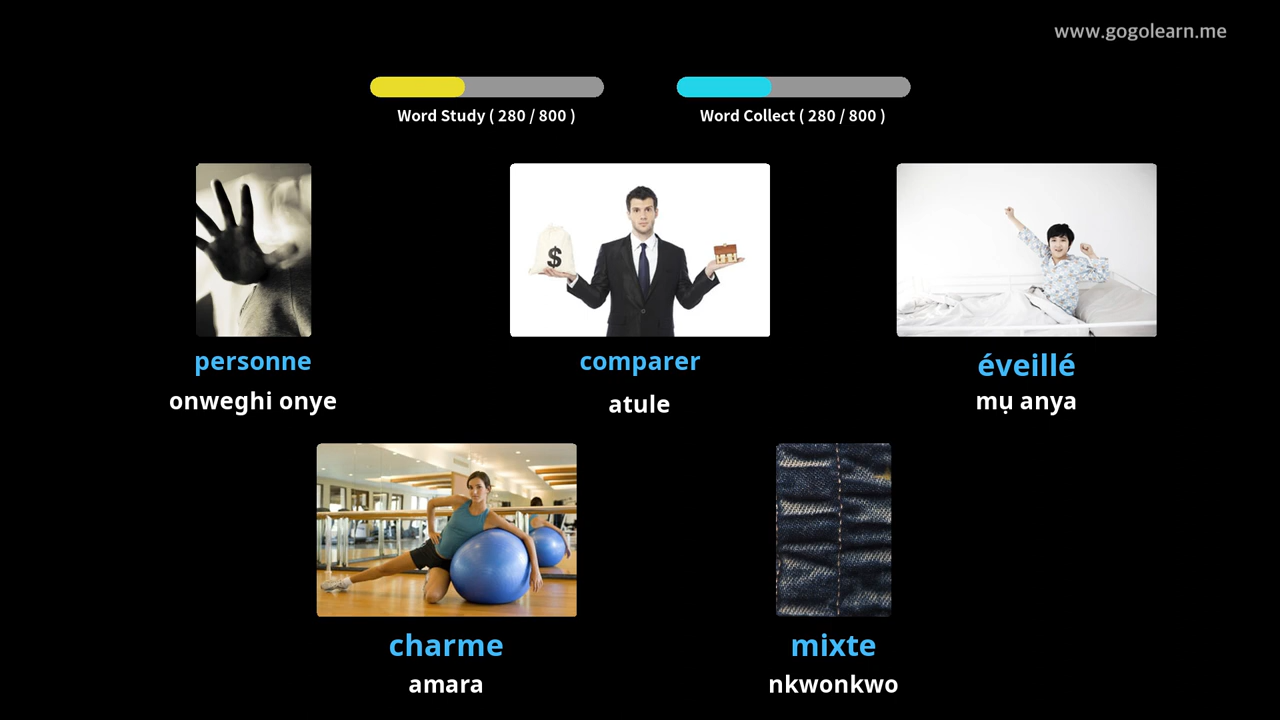 www.gogolearn.me
Word Study ( 280 / 800 )
Word Collect ( 280 / 800 )
$
personne
onweghi onye
comparer
atule
éveillé
mụ anya
charme
amara
mixte
nkwonkwo